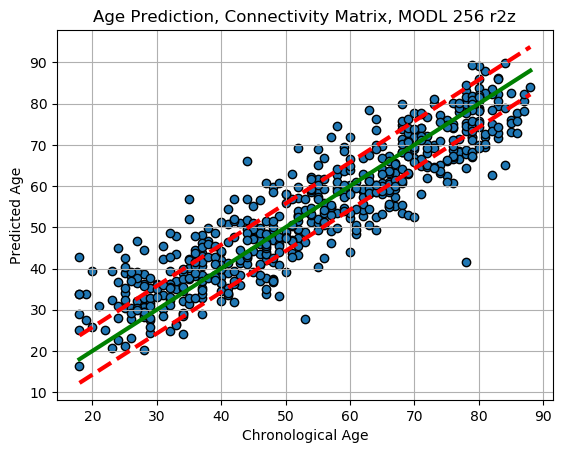 Age Prediction, Connectivity Matrix, MODL 256 r2z
90
80
70
60
50
40
30
20
10
Predicted Age
20 30 40 50 60 70 80 90
Chronological Age